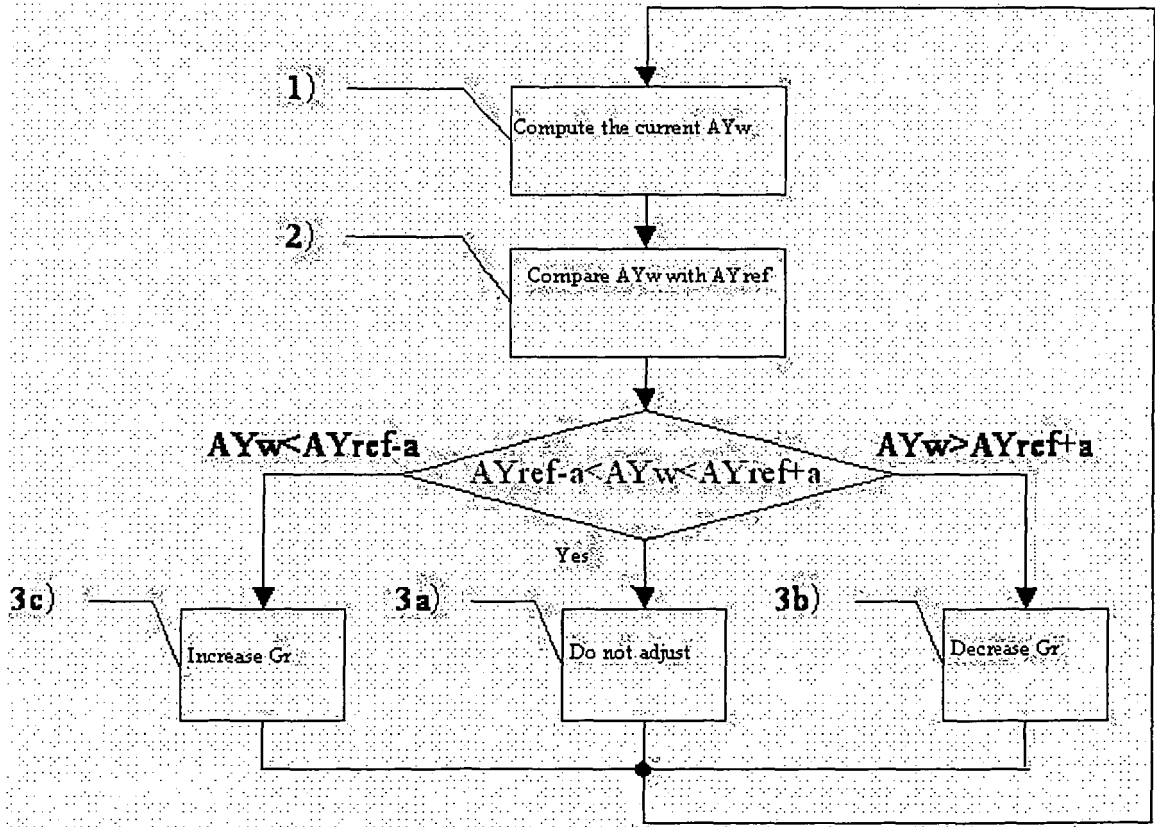 1)
Compute the current AYw
2)
Compare AYw with AYref
AYw<AYref-a
AYref-a<AYw<AYref+a
AYw>AYref+a
Yes
3c)
Increase Gr
3a)
Do not adjust
3b)
Decrease Gr